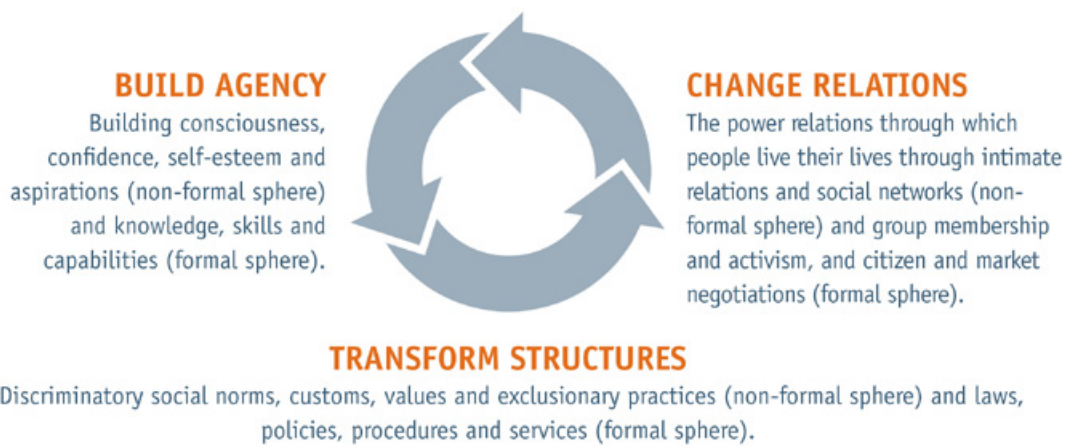 BUILD AGENCY
Building consciousness,
confidence, self-esteem and
aspirations (non-formal sphere)
and knowledge, skills and
capabilities (formal sphere).
CHANGE RELATIONS
The power relations through which
people live their lives through intimate
relations and social networks (non-
formal sphere) and group membership
and activism, and citizen and market
negotiations (formal sphere).
TRANSFORM STRUCTURES
Discriminatory social norms, customs, values and exclusionary practices (non-formal sphere) and laws,
policies, procedures and services (formal sphere).